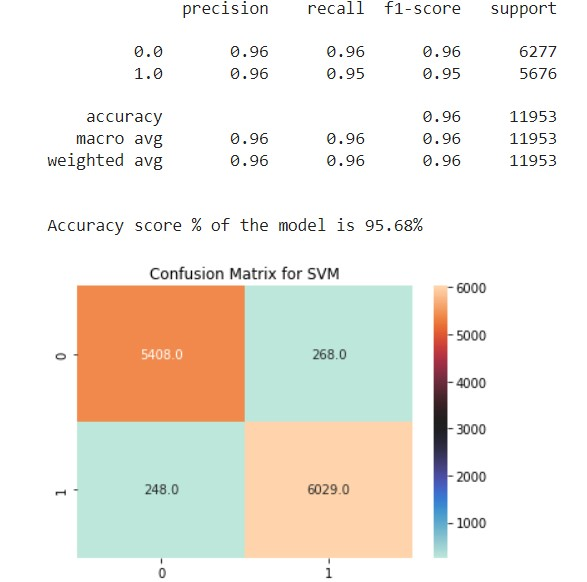 precision recall f1-score support
0.0 0.96 0.96 0.96 6277
1.0 0.96 0.95 0.95 5676
accuracy 0.96 11953
macro avg 0.96 0.96 0.96 11953
weighted avg 0.96 0.96 0.96 11953
Accuracy score % of the model is 95.68%
Confusion Matrix for SVM
6000
5000
0 5408.0 268.0
4000
3000
2000
1 248.0 6029.0
1000
0 1